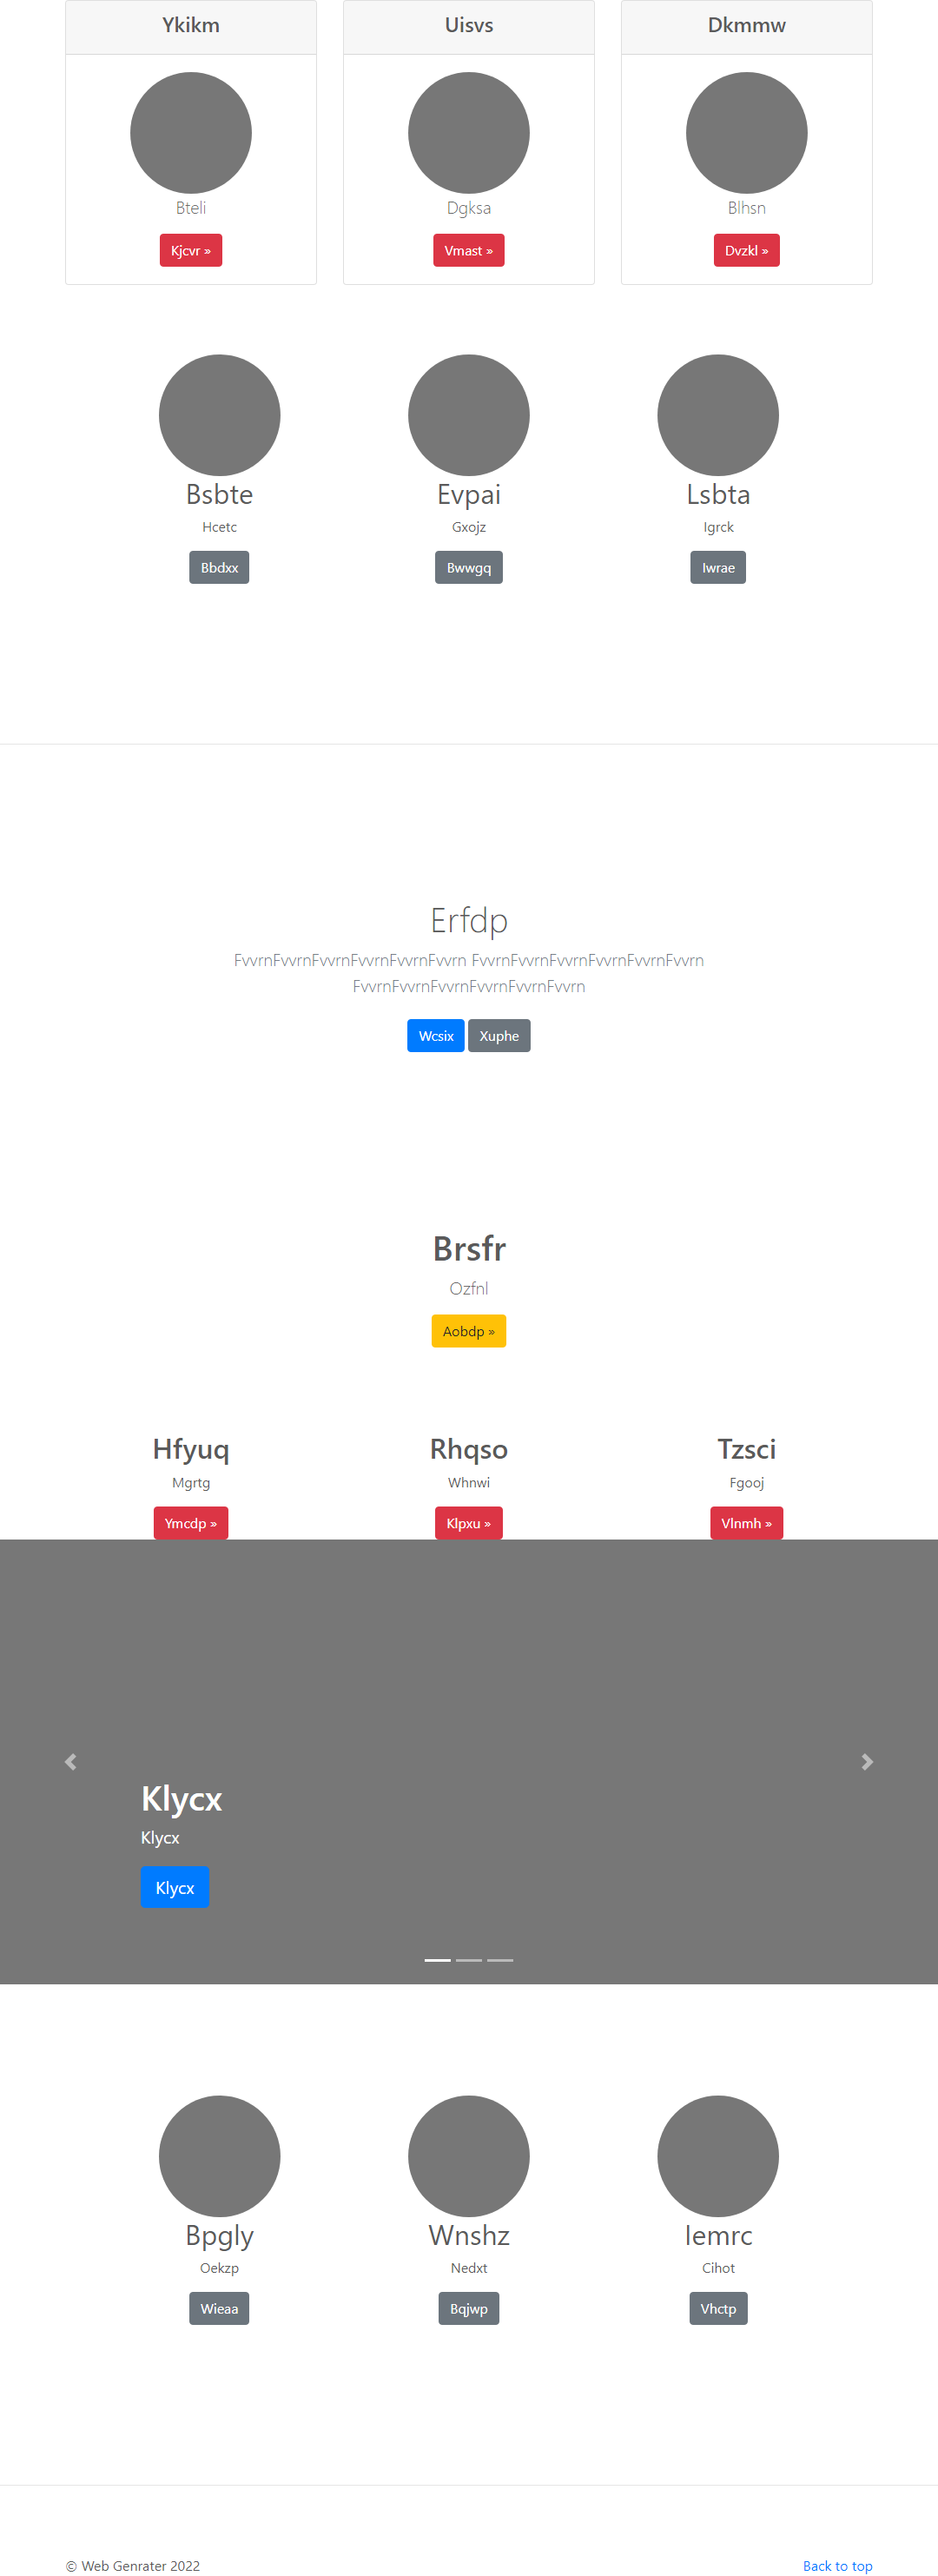 Ykikm
Uisvs
Dkmmw
Bteli
Dgksa
Blhsn
Kjcvr »
Vmast »
Dvzkl »
Bsbte
Evpai
Lsbta
Hcetc
Gxojz
Igrck
Bbdxx
Bwwgq
Iwrae
Erfdp
FvvrnFvvrnFvvrnFvvrnFvvrnFvvrn FvvrnFvvrnFvvrnFvvrnFvvrnFvvrn
FvvrnFvvrnFvvrnFvvrnFvvrnFvvrn
Wcsix
Xuphe
Brsfr
Ozfnl
Aobdp »
Hfyuq
Rhqso
Tzsci
Mgrtg
Whnwi
Fgooj
Ymcdp »
Klpxu »
Vlnmh »
Klycx
Klycx
Klycx
Bpgly
Wnshz
Iemrc
Oekzp
Nedxt
Cihot
Wieaa
Bqjwp
Vhctp
© Web Genrater 2022
Back to top